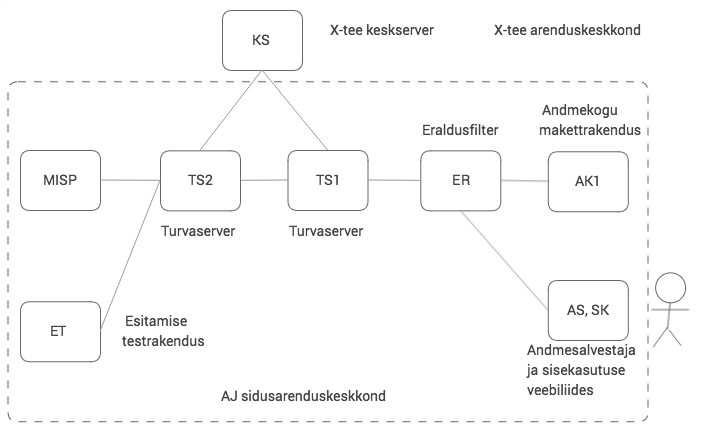 KS
X-tee keskserver
X-tee arenduskeskkond
Andmekogu
makettrakendus
Eraldusfilter
MISP
TS2
TS1
ER
AK1
Turvaserver
Turvaserver
ET
Esitamise
testrakendus
AS, SK
Andmesalvestaja
ja sisekasutuse
veebiliides
AJ sidusarenduskeskkond